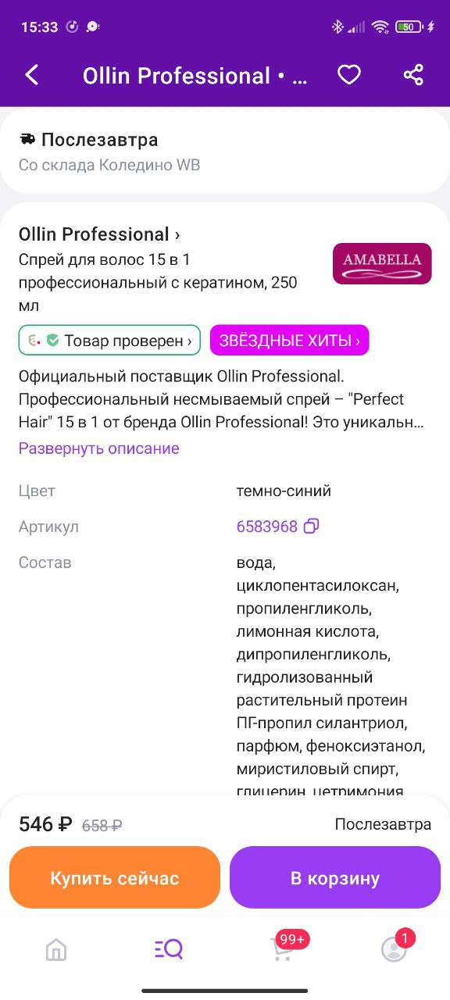 15:33
50
Ollin Professional • ...
Послезавтра
Со склада Коледино WB
Ollin Professional ›
Спрей для волос 15 в 1
профессиональный с кератином, 250
мл
AMABELLA
Товар проверен ›
ЗВЁЗДНЫЕ ХИТЫ ›
Официальный поставщик Ollin Professional.
Профессиональный несмываемый спрей – "Perfect
Hair" 15 в 1 от бренда Ollin Professional! Это уникальн...
Развернуть описание
Цвет
темно-синий
Артикул
6583968
Состав
вода,
циклопентасилоксан,
пропиленгликоль,
лимонная кислота,
дипропиленгликоль,
гидролизованный
растительный протеин
ПГ-пропил силантриол,
парфюм, феноксиэтанол,
миристиловый спирт,
глицерин, цетримония
546 ₽ 658 ₽
Послезавтра
Купить сейчас
В корзину
99+
1